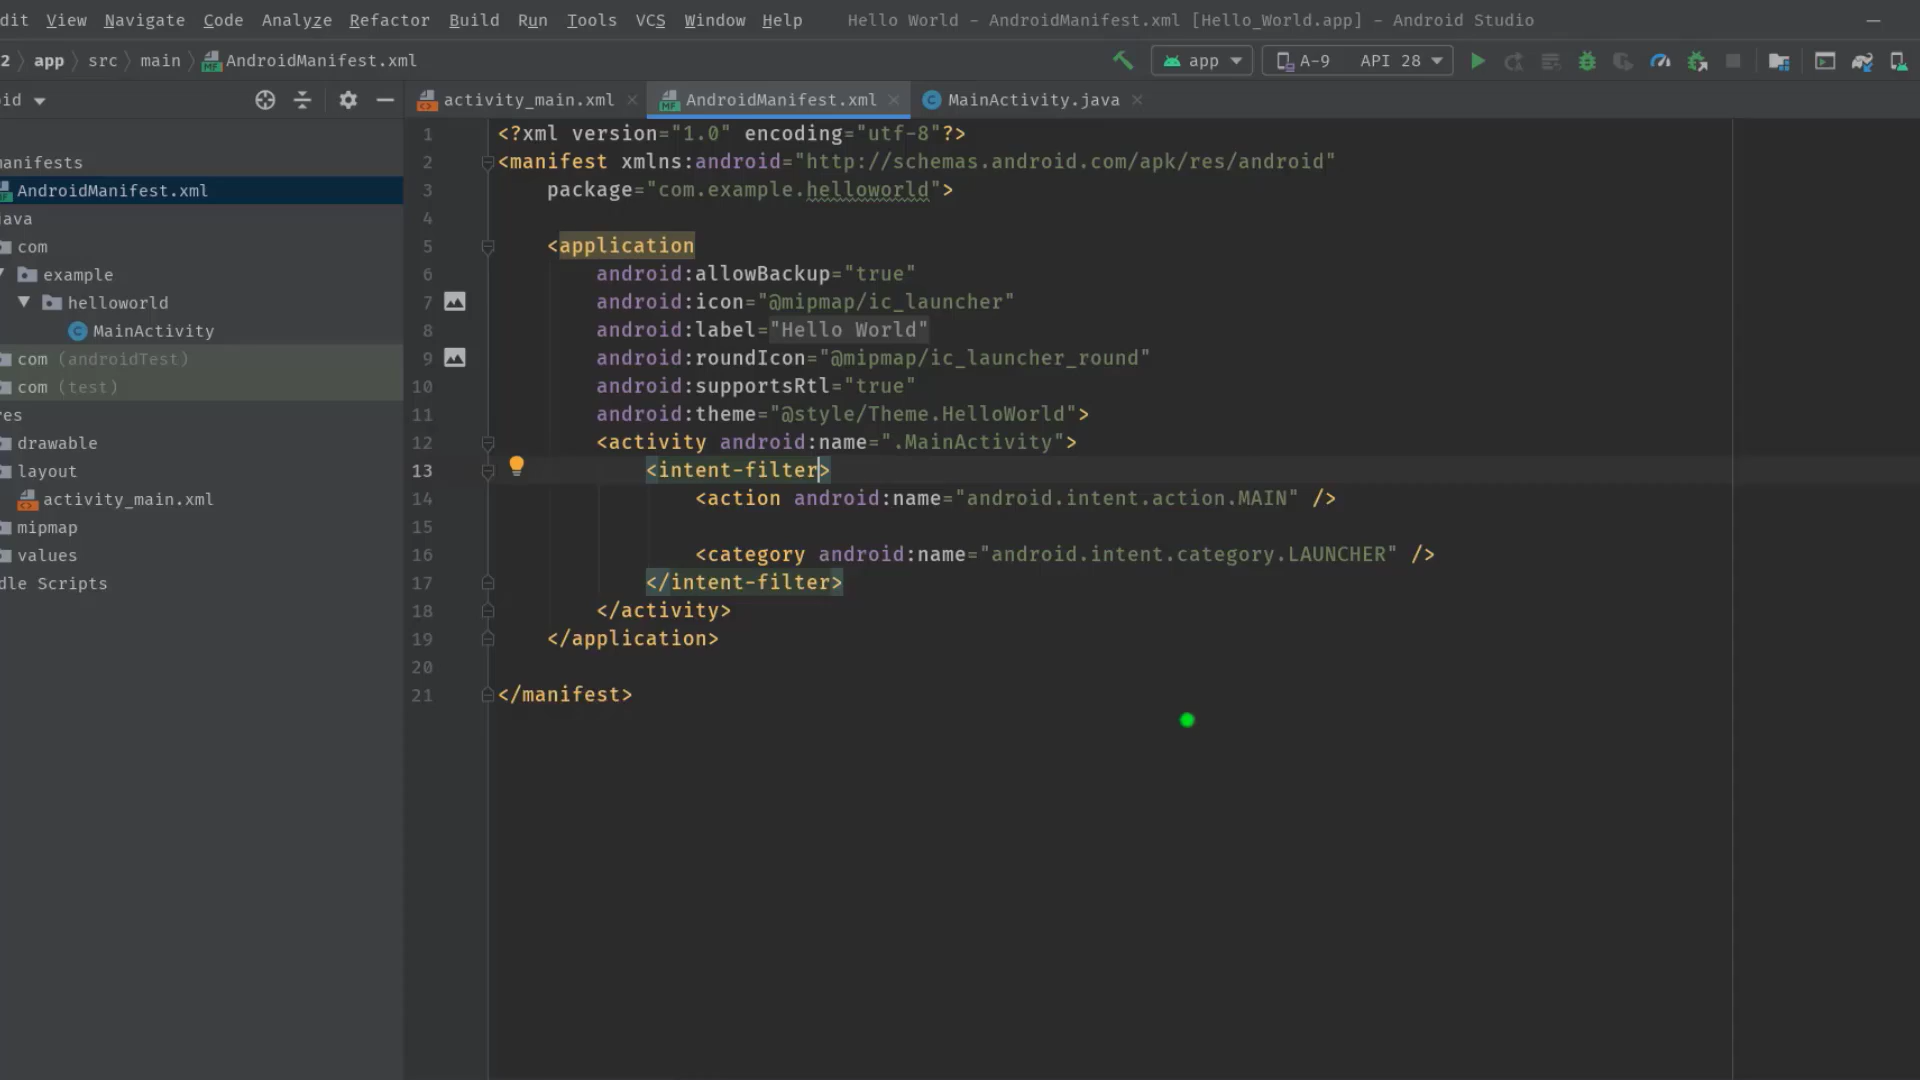 dit View Navigate Code Analyze Refactor Build Run Tools VCS Window Help Hello World - AndroidManifest.xml [Hello_World.app] - Android Studio
2 app src main AndroidManifest.xml app A-9 API 28
id activity_main.xml AndroidManifest.xml MainActivity.java
anifests
AndroidManifest.xml
java
com
example
helloworld
MainActivity
com (androidTest)
com (test)
res
drawable
layout
activity_main.xml
mipmap
values
dle Scripts
1 <?xml version="1.0" encoding="utf-8"?>
2 <manifest xmlns:android="http://schemas.android.com/apk/res/android"
3 package="com.example.helloworld">
4
5 <application
6 android:allowBackup="true"
7 android:icon="@mipmap/ic_launcher"
8 android:label="Hello World"
9 android:roundIcon="@mipmap/ic_launcher_round"
10 android:supportsRtl="true"
11 android:theme="@style/Theme.HelloWorld">
12 <activity android:name=".MainActivity">
13 <intent-filter>
14 <action android:name="android.intent.action.MAIN" />
15
16 <category android:name="android.intent.category.LAUNCHER" />
17 </intent-filter>
18 </activity>
19 </application>
20
21 </manifest>